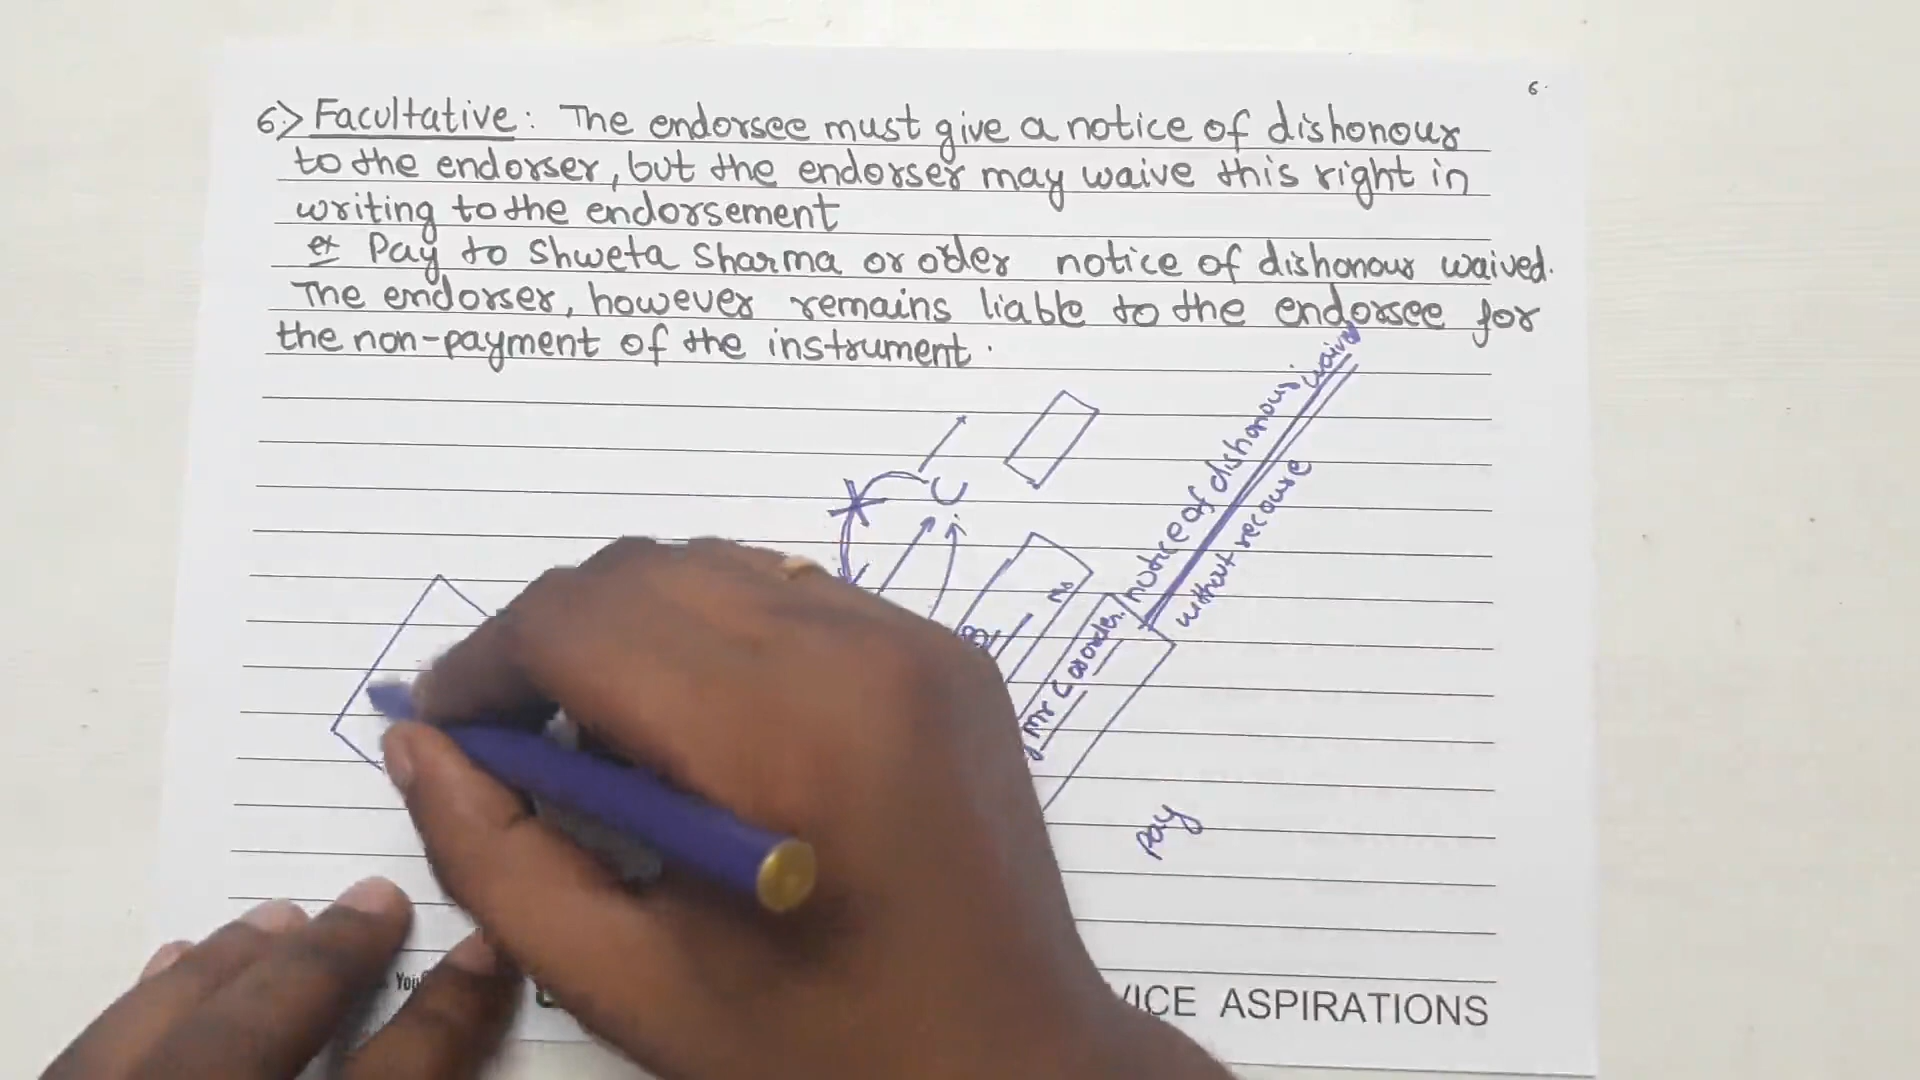 6.
6> Facultative: The endorsee must give a notice of dishonour
to the endorser, but the endorser may waive this right in
writing to the endorsement
ex Pay to Shweta Sharma or order notice of dishonour waived.
The endorser, however remains liable to the endorsee for
the non-payment of the instrument.
C
notice of dishonour waived
without recourse
Mr C or order.
Pay
You
VICE ASPIRATIONS